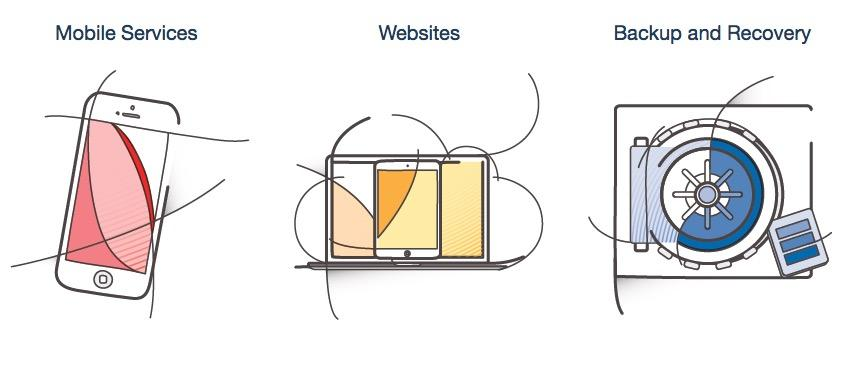 Mobile Services
Websites
Backup and Recovery